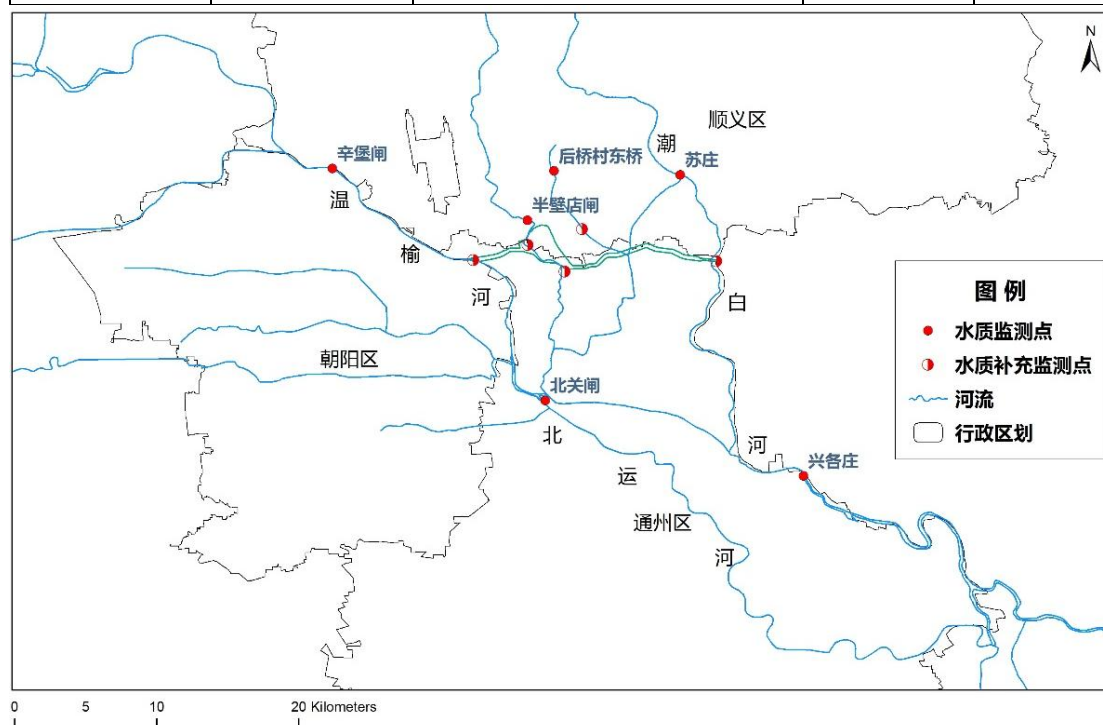 N
顺义区
潮
后桥村东桥
苏庄
辛堡闸
温
半壁店闸
榆
河
白
图例
水质监测点
水质补充监测点
河流
行政区划
朝阳区
北关闸
北
河
兴各庄
运
通州区
河
0 5 10 20 Kilometers